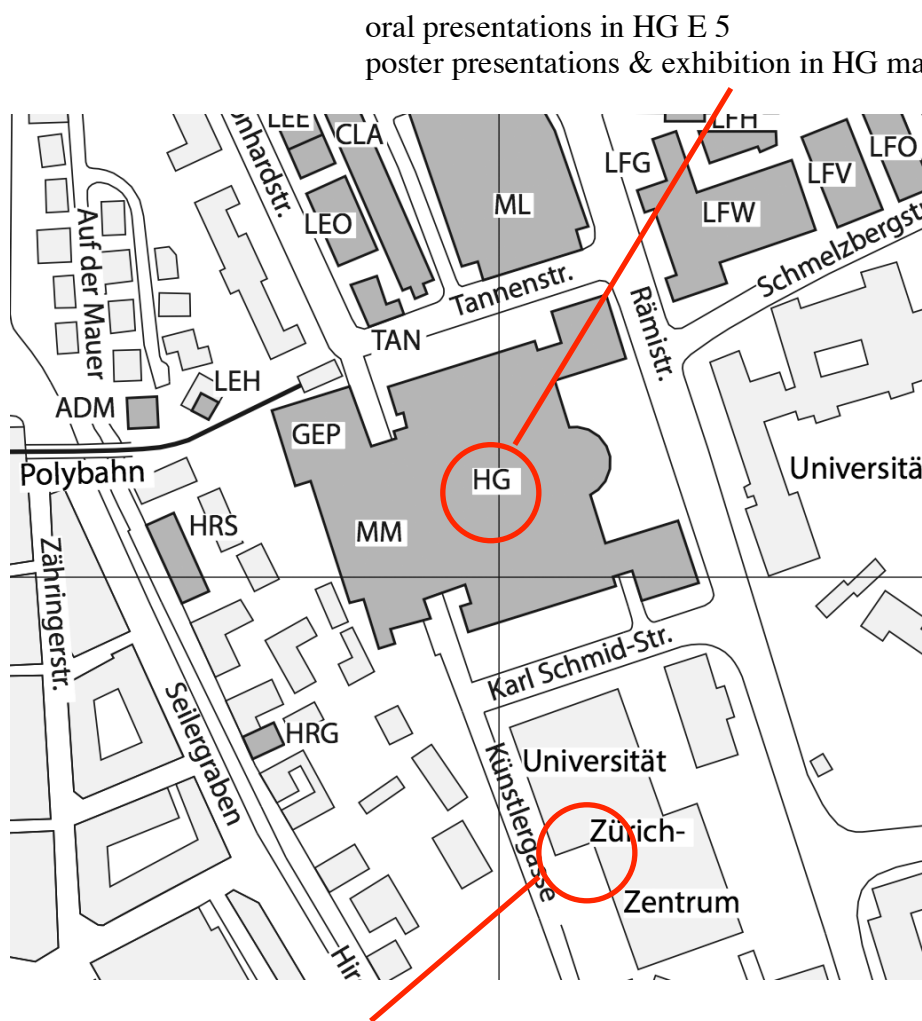 oral presentations in HG E 5
poster presentations & exhibition in HG ma
LEE
CLA
LFH
LFG
LFO
LFV
ML
LFW
LEO
Auf der Mauer
Schmelzbergst
Tannenstr.
Rämistr.
TAN
LEH
ADM
GEP
Polybahn
HG
Universitä
HRS
MM
Zähringerstr.
Karl Schmid-Str.
Seilergraben
HRG
Künstlergasse
Universität
Zürich-
Zentrum